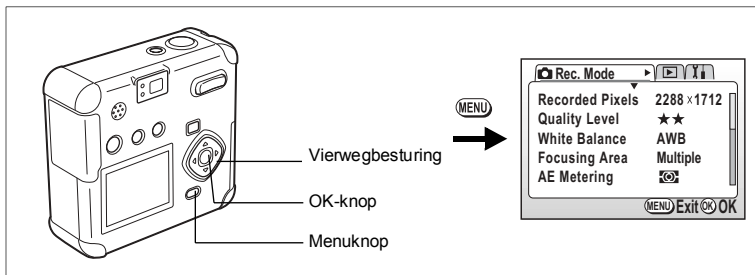 Vierwegbesturing
OK-knop
Menuknop
MENU
Rec. Mode
Recorded Pixels 2288×1712
Quality Level ★★
White Balance AWB
Focusing Area Multiple
AE Metering
MENU Exit OK OK